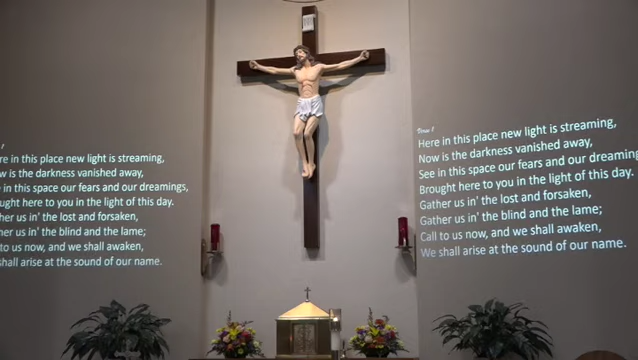 re in this place new light is streaming,
w is the darkness vanished away,
in this space our fears and our dreamings,
ught here to you in the light of this day.
her us in' the lost and forsaken,
her us in' the blind and the lame;
to us now, and we shall awaken,
shall arise at the sound of our name.
Verse 1
Here in this place new light is streaming,
Now is the darkness vanished away,
See in this space our fears and our dreaming
Brought here to you in the light of this day.
Gather us in' the lost and forsaken,
Gather us in' the blind and the lame;
Call to us now, and we shall awaken,
We shall arise at the sound of our name.